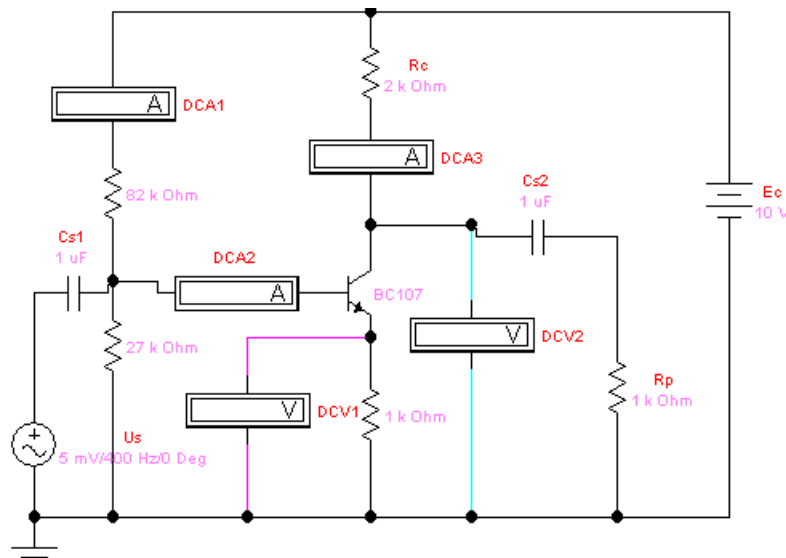 Rc
2 k Ohm
A
DCA1
A
DCA3
82 k Ohm
Cs2
1 uF
Ec
10 V
Cs1
1 uF
DCA2
A
BC107
V
DCV2
27 k Ohm
V
DCV1
Rp
1 k Ohm
1 k Ohm
Us
5 mV/400 Hz/0 Deg